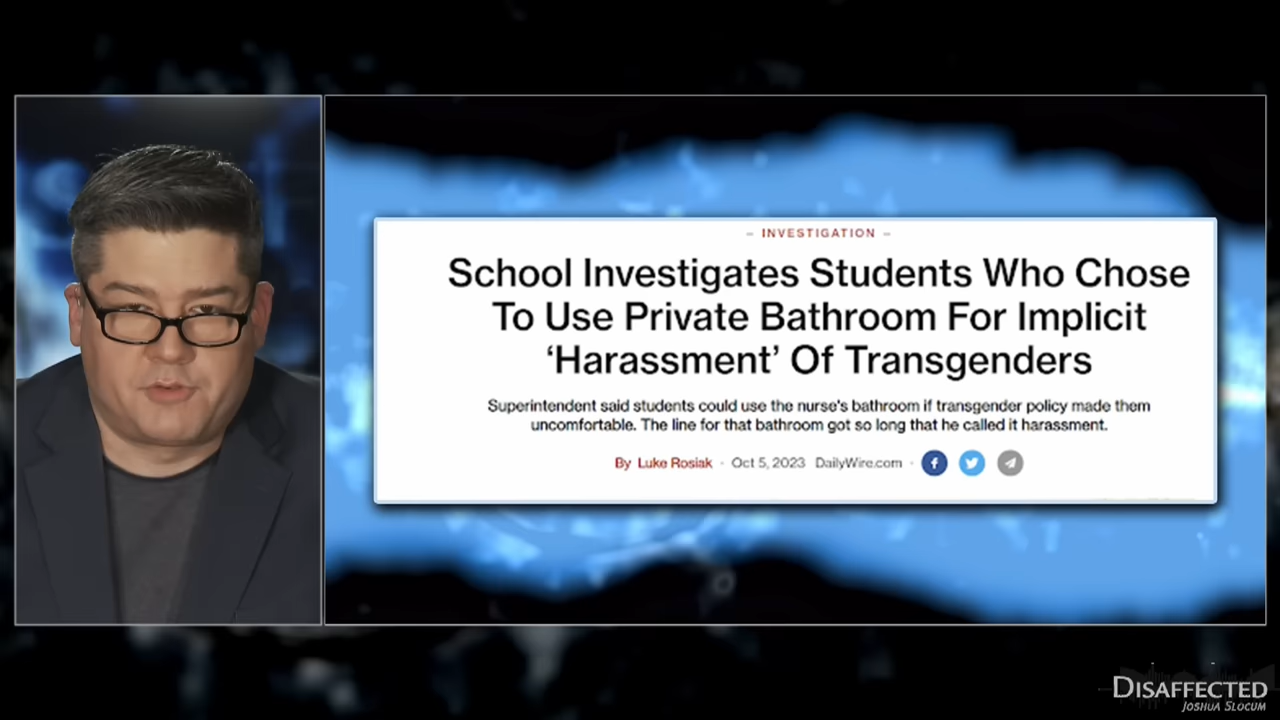 – INVESTIGATION –
School Investigates Students Who Chose
To Use Private Bathroom For Implicit
‘Harassment’ Of Transgenders
Superintendent said students could use the nurse's bathroom if transgender policy made them
uncomfortable. The line for that bathroom got so long that he called it harassment.
By Luke Rosiak · Oct 5, 2023 DailyWire.com ·
DISAFFECTED
JOSHUA SLOCUM